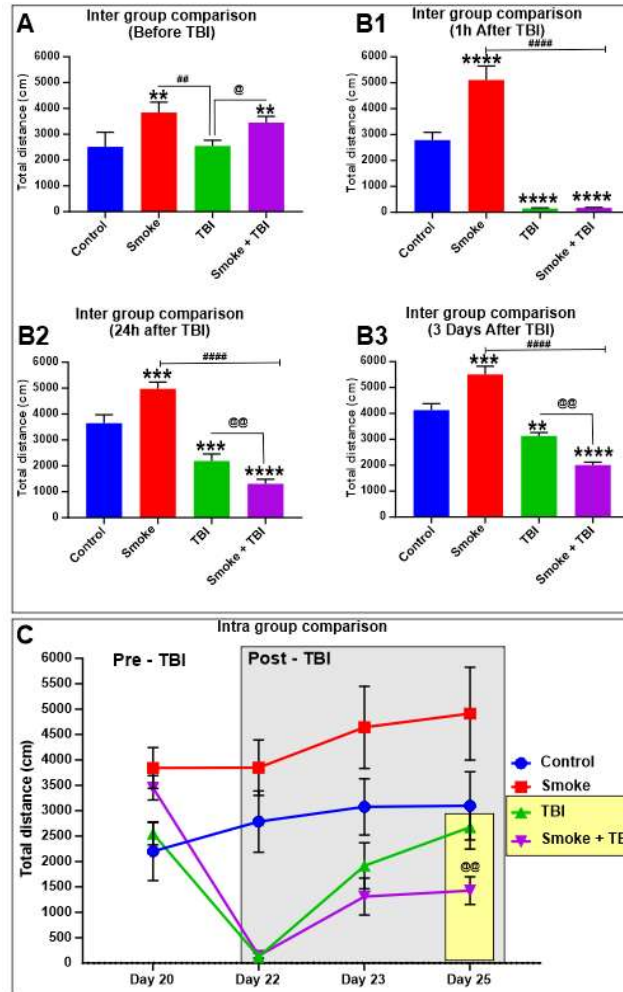 A
Inter group comparison
(Before TBI)
Total distance (cm)
6000
5000
4000
3000
2000
1000
0
**
##
@
**
Control
Smoke
TBI
Smoke + TBI
B1
Inter group comparison
(1h After TBI)
Total distance (cm)
6000
5000
4000
3000
2000
1000
0
****
####
****
****
Control
Smoke
TBI
Smoke + TBI
B2
Inter group comparison
(24h after TBI)
Total distance (cm)
6000
5000
4000
3000
2000
1000
0
***
####
***
@@
****
Control
Smoke
TBI
Smoke + TBI
B3
Inter group comparison
(3 Days After TBI)
Total distance (cm)
6000
5000
4000
3000
2000
1000
0
***
####
**
@@
****
Control
Smoke
TBI
Smoke + TBI
C
Intra group comparison
Pre - TBI
Post - TBI
Total distance (cm)
6000
5500
5000
4500
4000
3500
3000
2500
2000
1500
1000
500
0
Day 20
Day 22
Day 23
Day 25
@@
Control
Smoke
TBI
Smoke + TB